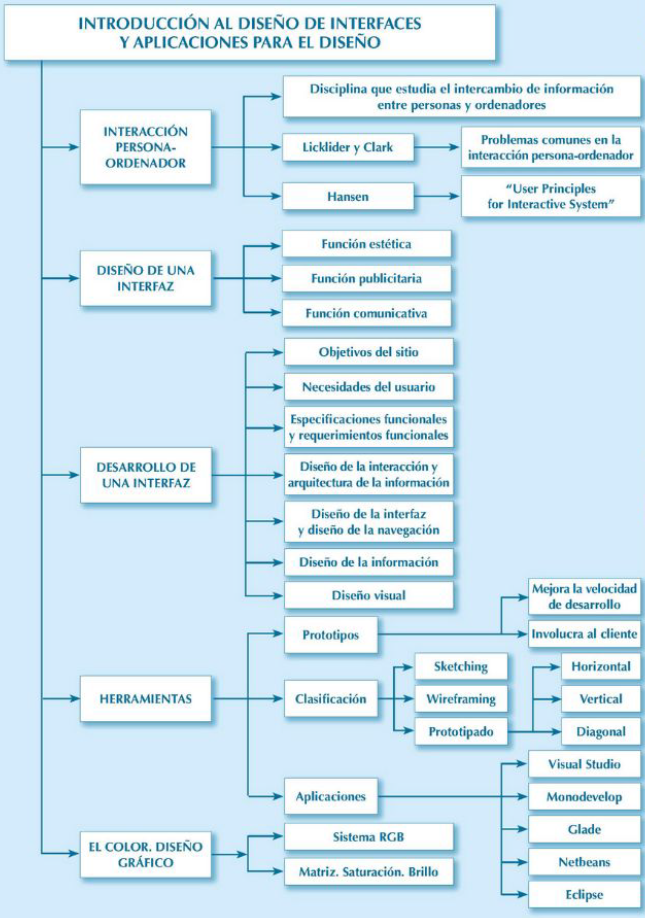 INTRODUCCIÓN AL DISEÑO DE INTERFACES
Y APLICACIONES PARA EL DISEÑO
INTERACCIÓN
PERSONA-
ORDENADOR
Disciplina que estudia el intercambio de información
entre personas y ordenadores
Licklider y Clark
Problemas comunes en la
interacción persona-ordenador
Hansen
“User Principles
for Interactive System”
DISEÑO DE UNA
INTERFAZ
Función estética
Función publicitaria
Función comunicativa
DESARROLLO DE
UNA INTERFAZ
Objetivos del sitio
Necesidades del usuario
Especificaciones funcionales
y requerimientos funcionales
Diseño de la interacción y
arquitectura de la información
Diseño de la interfaz
y diseño de la navegación
Diseño de la información
Diseño visual
HERRAMIENTAS
Prototipos
Mejora la velocidad
de desarrollo
Involucra al cliente
Clasificación
Sketching
Wireframing
Prototipado
Horizontal
Vertical
Diagonal
Aplicaciones
Visual Studio
Monodevelop
Glade
Netbeans
Eclipse
EL COLOR. DISEÑO
GRÁFICO
Sistema RGB
Matriz. Saturación. Brillo